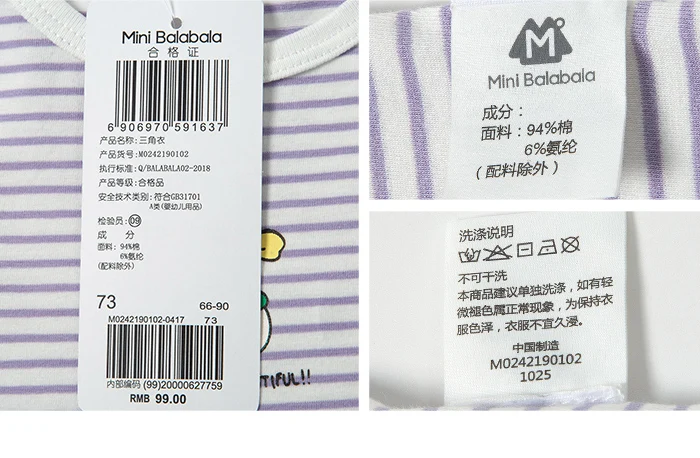 Mini Balabala
合格证
6 906970 591637
产品名称:三角衣
产品货号:M0242190102
执行标准:Q/BALABALA02-2018
产品等级:合格品
安全技术类别:符合GB31701
A类(婴幼儿用品)
检验员:09
成 分
面料: 94%棉
6%氨纶
(配料除外)
73 66-90
M0242190102-0417 73
内部编码 (99)20000627759
RMB 99.00
TIFUL!!
M
Mini Balabala
成分:
面料: 94%棉
6%氨纶
(配料除外)
洗涤说明
不可干洗
本商品建议单独洗涤,如有轻
微褪色属正常现象,为保持衣
服色泽,衣服不宜久浸。
中国制造
M0242190102
1025